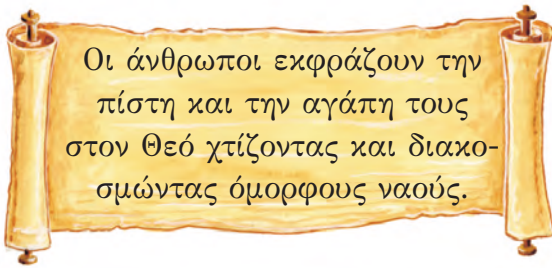 Οι άνθρωποι εκφράζουν την
πίστη και την αγάπη τους
στον Θεό χτίζοντας και διακο-
σμώντας όμορφους ναούς.